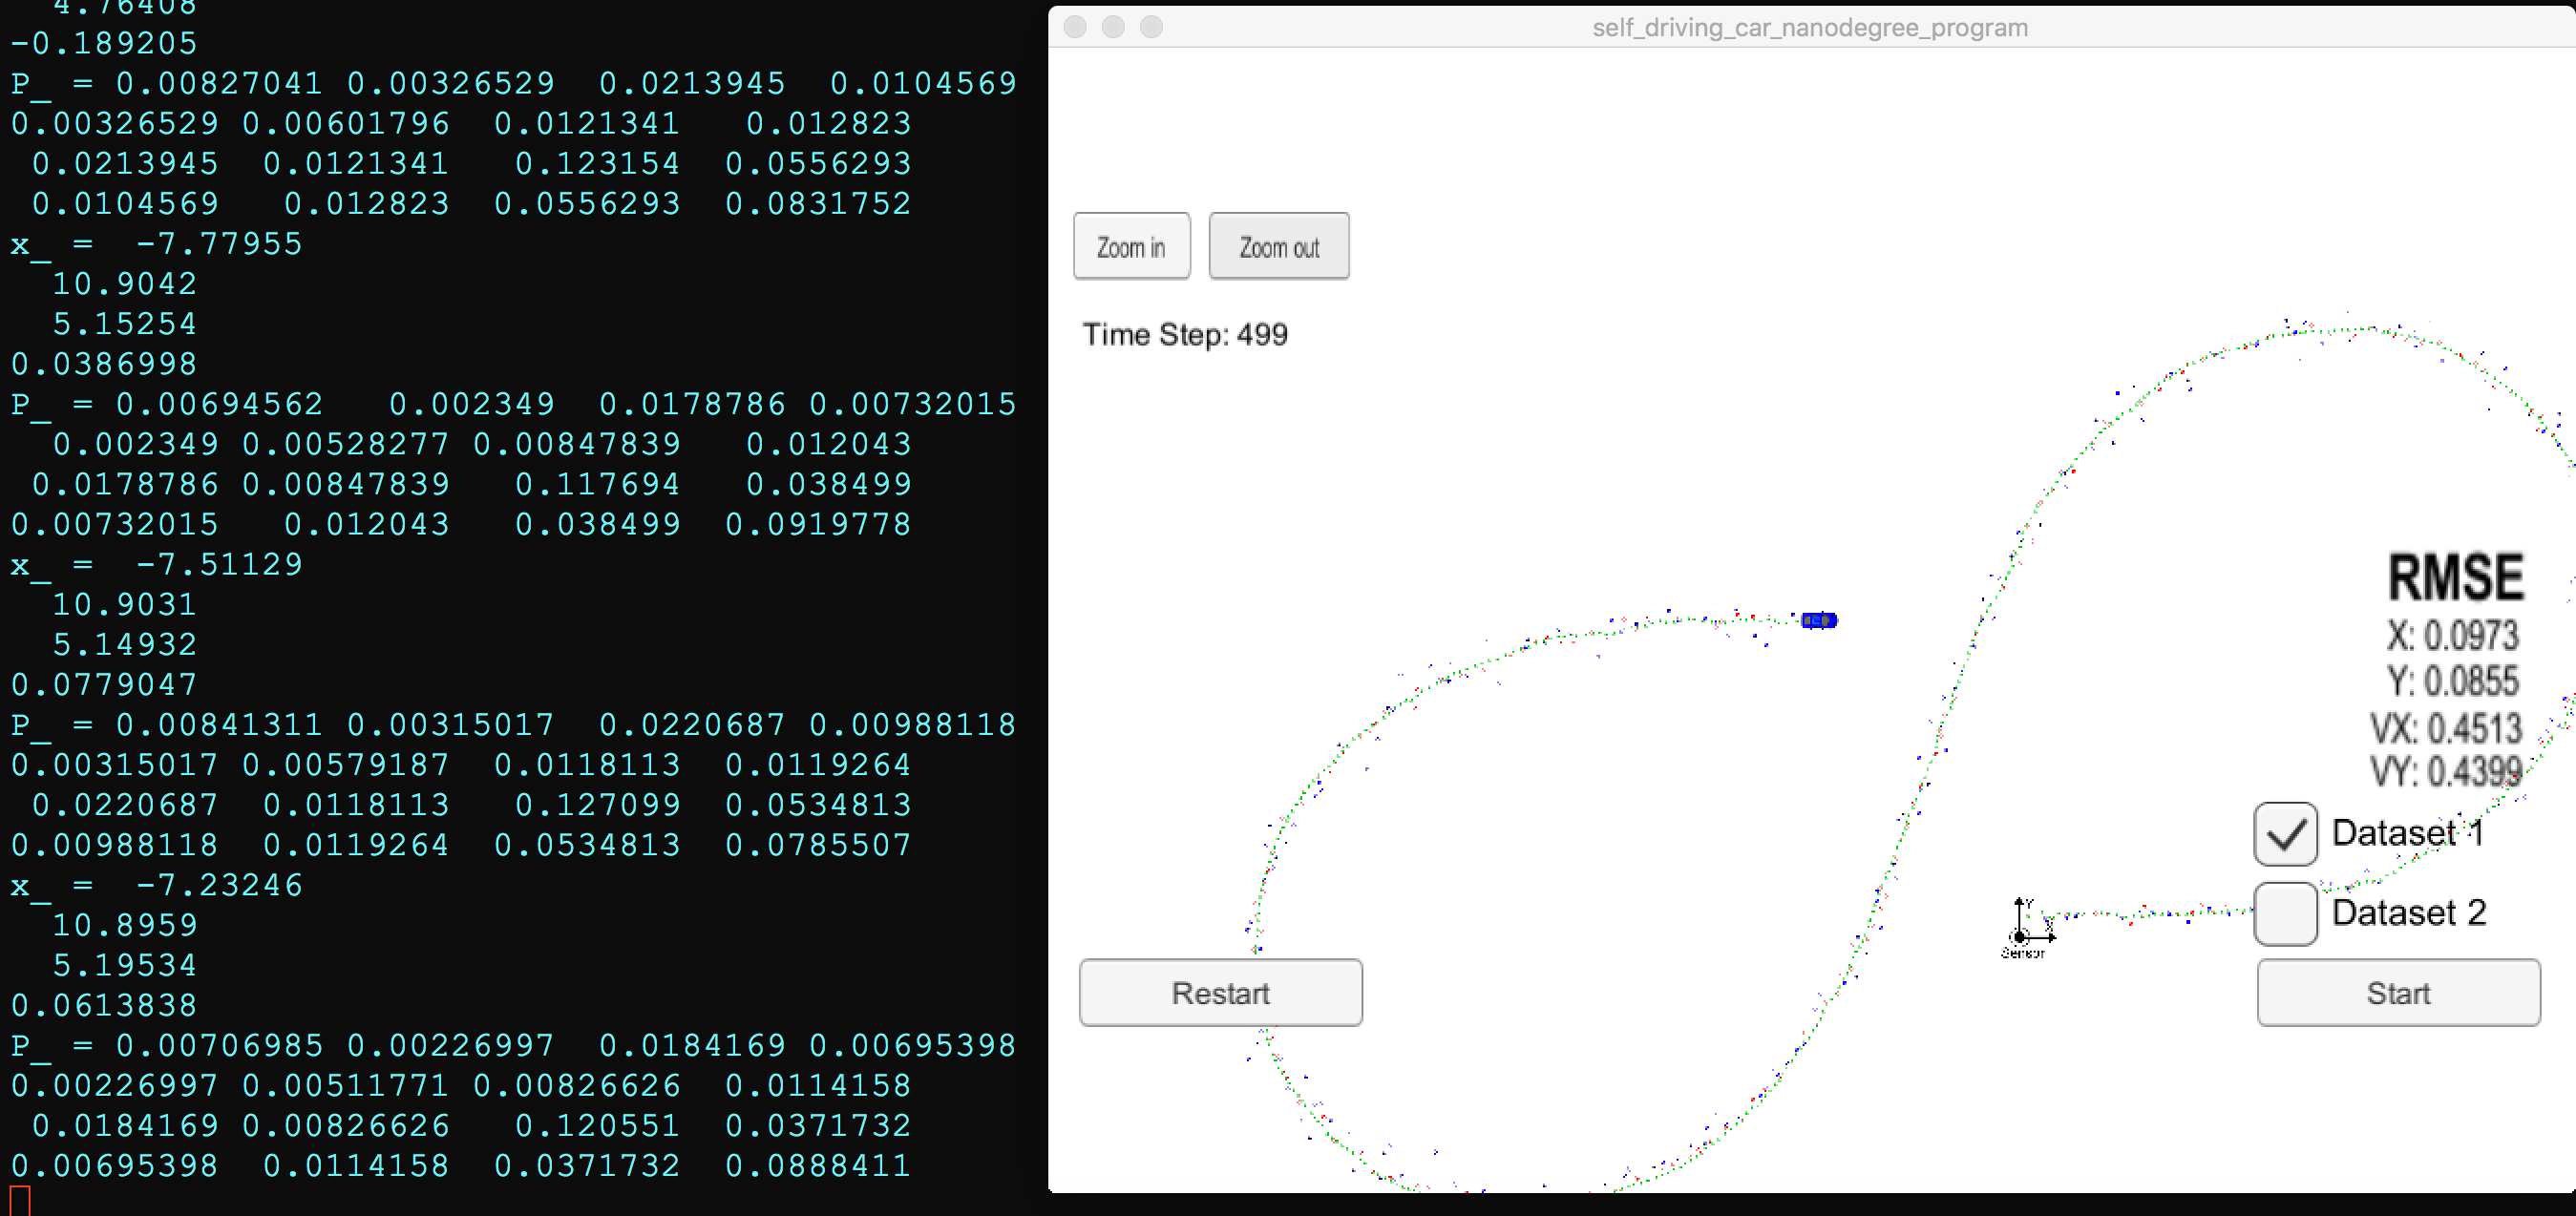 4.76408
-0.189205
P_ = 0.00827041 0.00326529 0.0213945 0.0104569
0.00326529 0.00601796 0.0121341 0.012823
0.0213945 0.0121341 0.123154 0.0556293
0.0104569 0.012823 0.0556293 0.0831752
x_ = -7.77955
10.9042
5.15254
0.0386998
P_ = 0.00694562 0.002349 0.0178786 0.00732015
0.002349 0.00528277 0.00847839 0.012043
0.0178786 0.00847839 0.117694 0.038499
0.00732015 0.012043 0.038499 0.0919778
x_ = -7.51129
10.9031
5.14932
0.0779047
P_ = 0.00841311 0.00315017 0.0220687 0.00988118
0.00315017 0.00579187 0.0118113 0.0119264
0.0220687 0.0118113 0.127099 0.0534813
0.00988118 0.0119264 0.0534813 0.0785507
x_ = -7.23246
10.8959
5.19534
0.0613838
P_ = 0.00706985 0.00226997 0.0184169 0.00695398
0.00226997 0.00511771 0.00826626 0.0114158
0.0184169 0.00826626 0.120551 0.0371732
0.00695398 0.0114158 0.0371732 0.0888411
self_driving_car_nanodegree_program
Zoom in Zoom out
Time Step: 499
RMSE
X: 0.0973
Y: 0.0855
VX: 0.4513
VY: 0.4399
Dataset 1
Dataset 2
Y
X
Sensor
Restart
Start